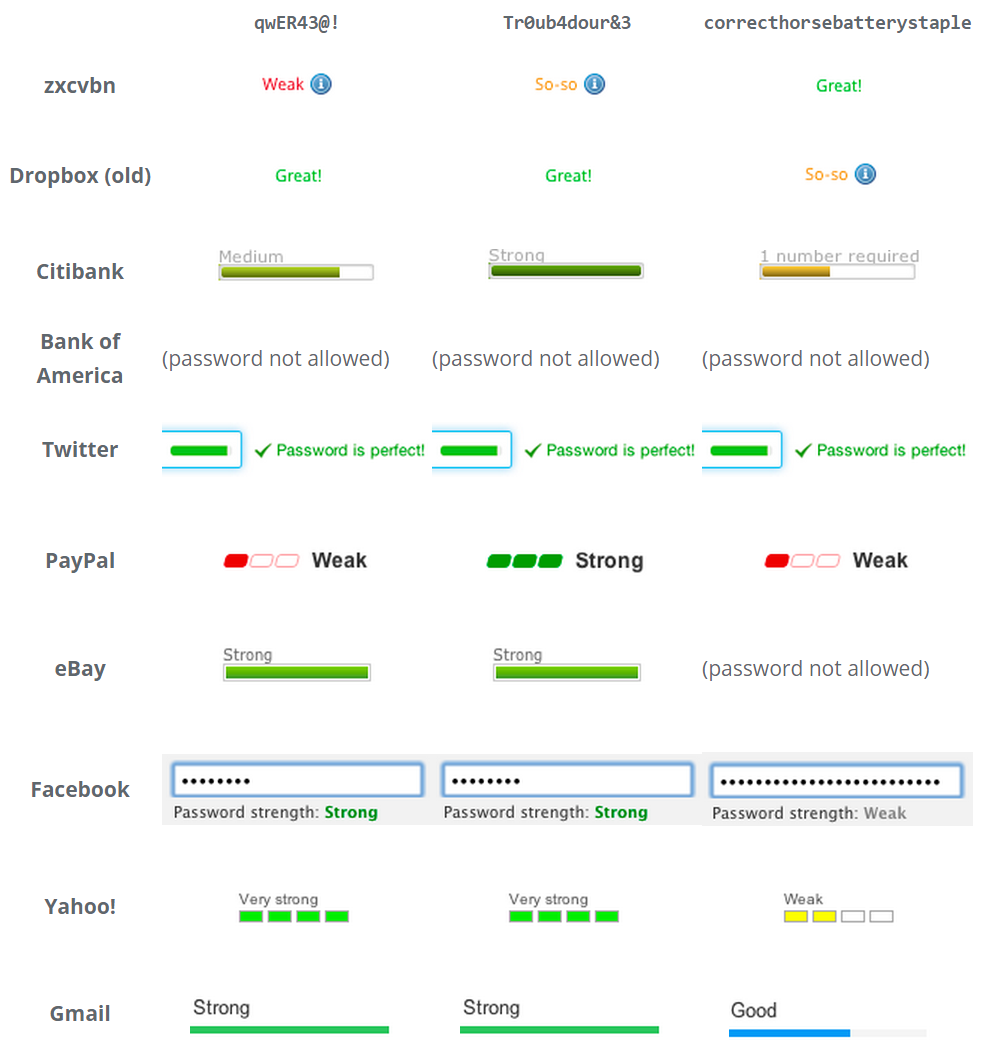 qwER43@! Tr0ub4dour&3 correcthorsebatterystaple
zxcvbn Weak So-so Great!
Dropbox (old) Great! Great! So-so
Citibank Medium Strong 1 number required
Bank of
America (password not allowed) (password not allowed) (password not allowed)
Twitter Password is perfect! Password is perfect! Password is perfect!
PayPal Weak Strong Weak
eBay Strong Strong (password not allowed)
Facebook Password strength: Strong Password strength: Strong Password strength: Weak
Yahoo! Very strong Very strong Weak
Gmail Strong Strong Good